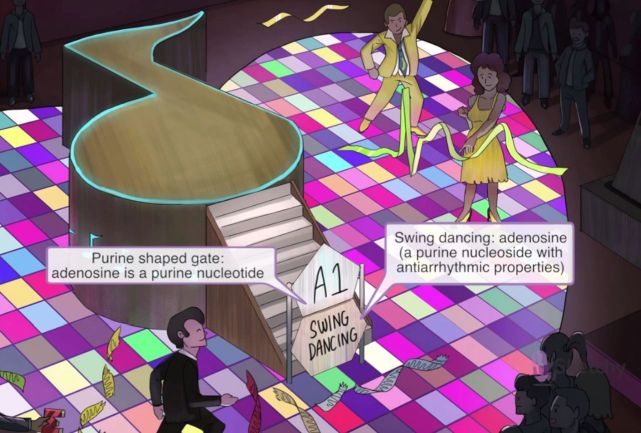 Swing dancing: adenosine
(a purine nucleoside with
antiarrhythmic properties)
Purine shaped gate:
adenosine is a purine nucleotide
A1
SWING
DANCING